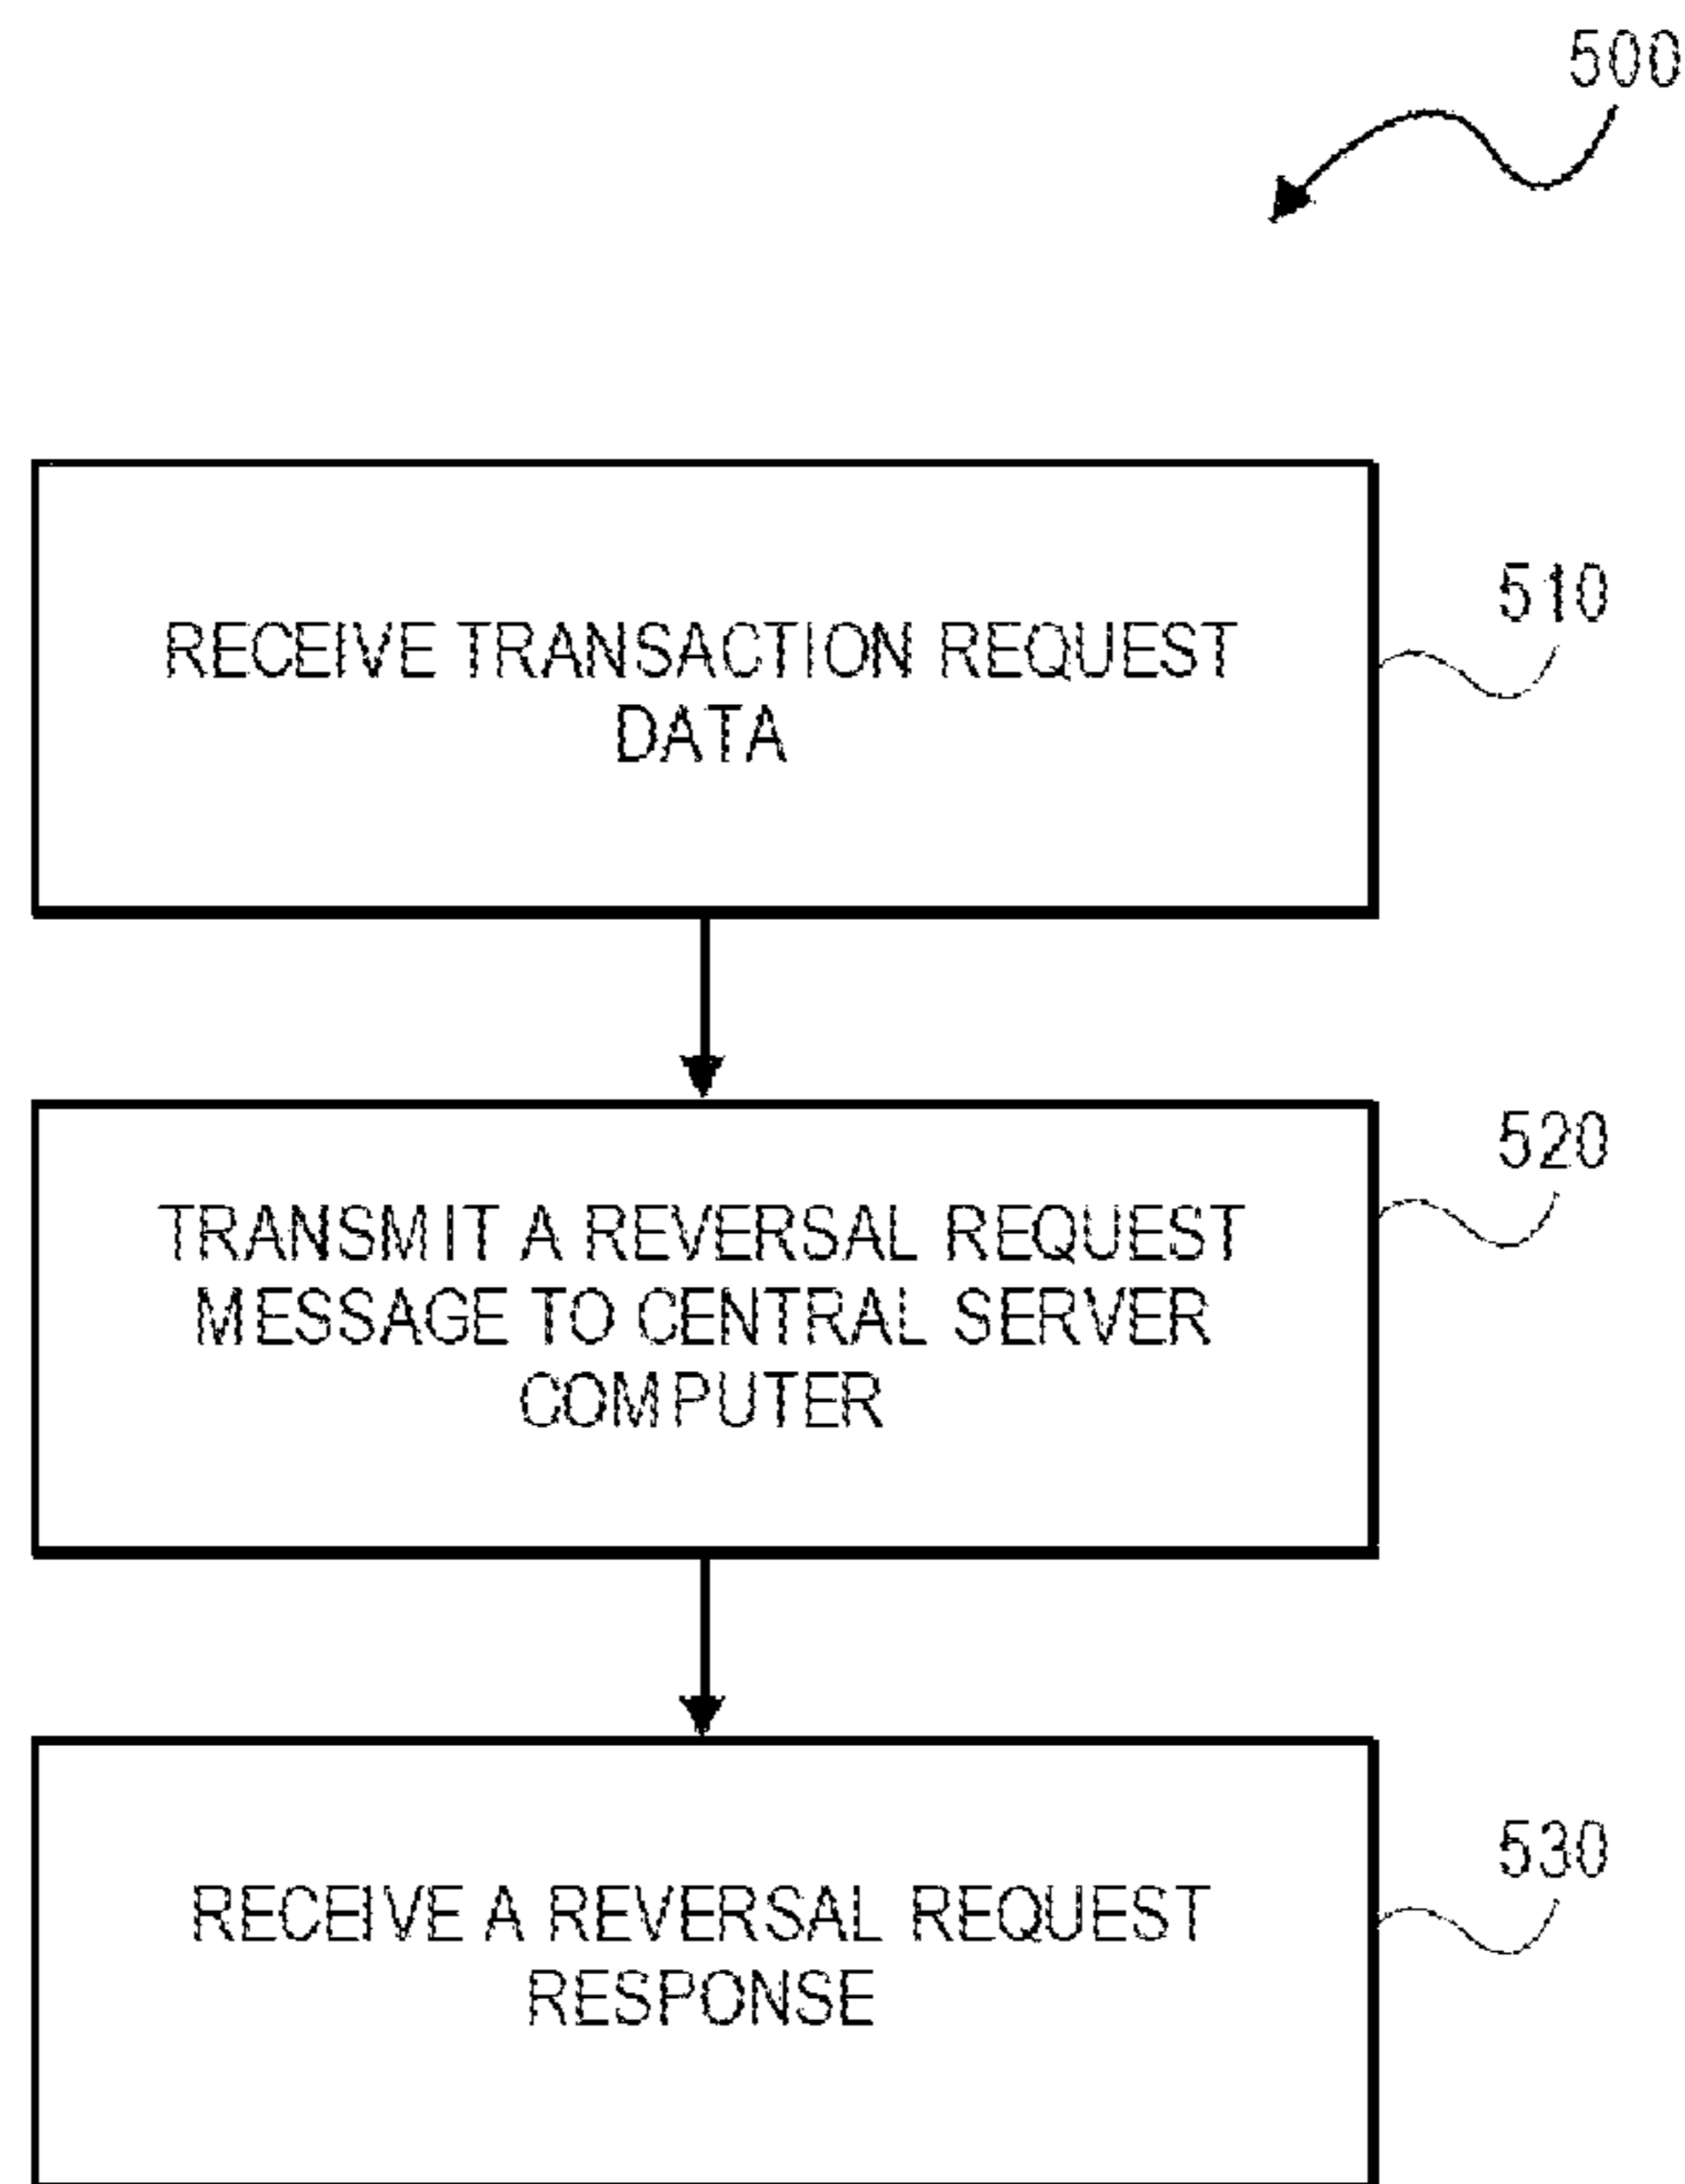 500
510
RECEIVE TRANSACTION REQUEST
DATA
520
TRANSMIT A REVERSAL REQUEST
MESSAGE TO CENTRAL SERVER
COMPUTER
530
RECEIVE A REVERSAL REQUEST
RESPONSE